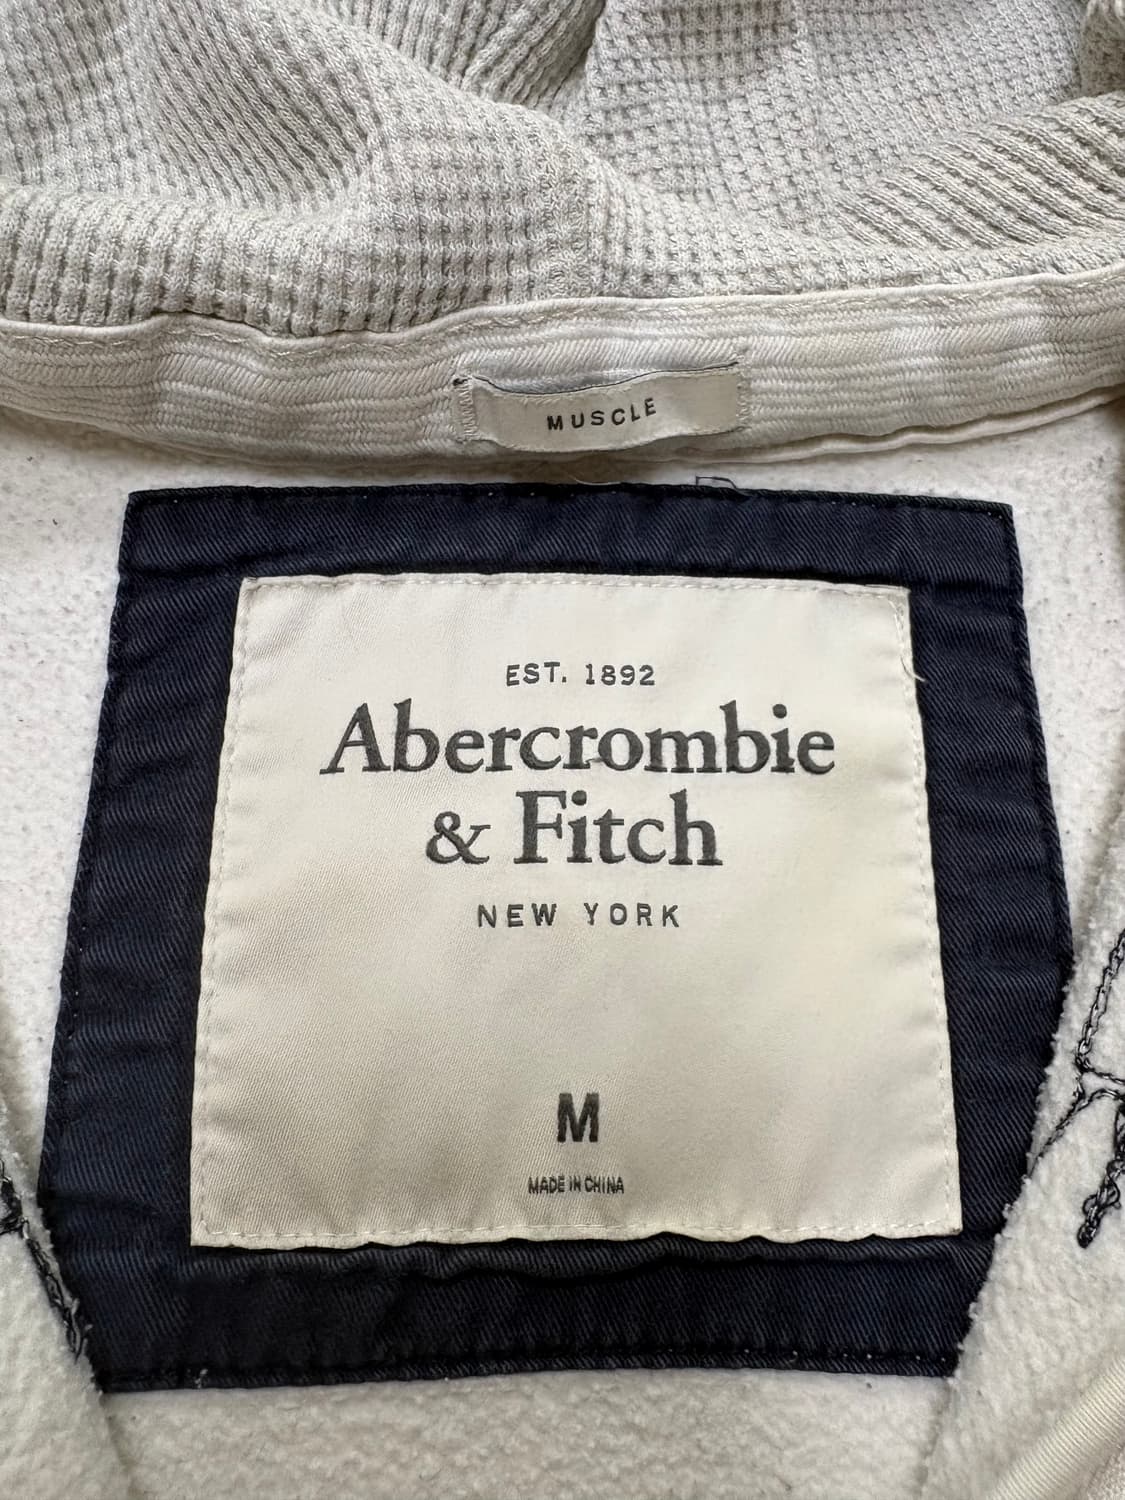 MUSCLE
EST. 1892
Abercrombie
& Fitch
NEW YORK
M
MADE IN CHINA